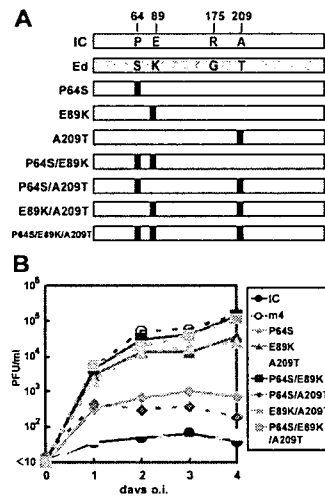 A
64 89 175 209
IC P E R A
Ed S K G T
P64S
E89K
A209T
P64S/E89K
P64S/A209T
E89K/A209T
P64S/E89K/A209T
B
PFU/ml
10⁶
10⁵
10⁴
10³
10²
<10
0 1 2 3 4
days p.i.
IC
m4
P64S
E89K
A209T
P64S/E89K
P64S/A209T
E89K/A209T
P64S/E89K
/A209T